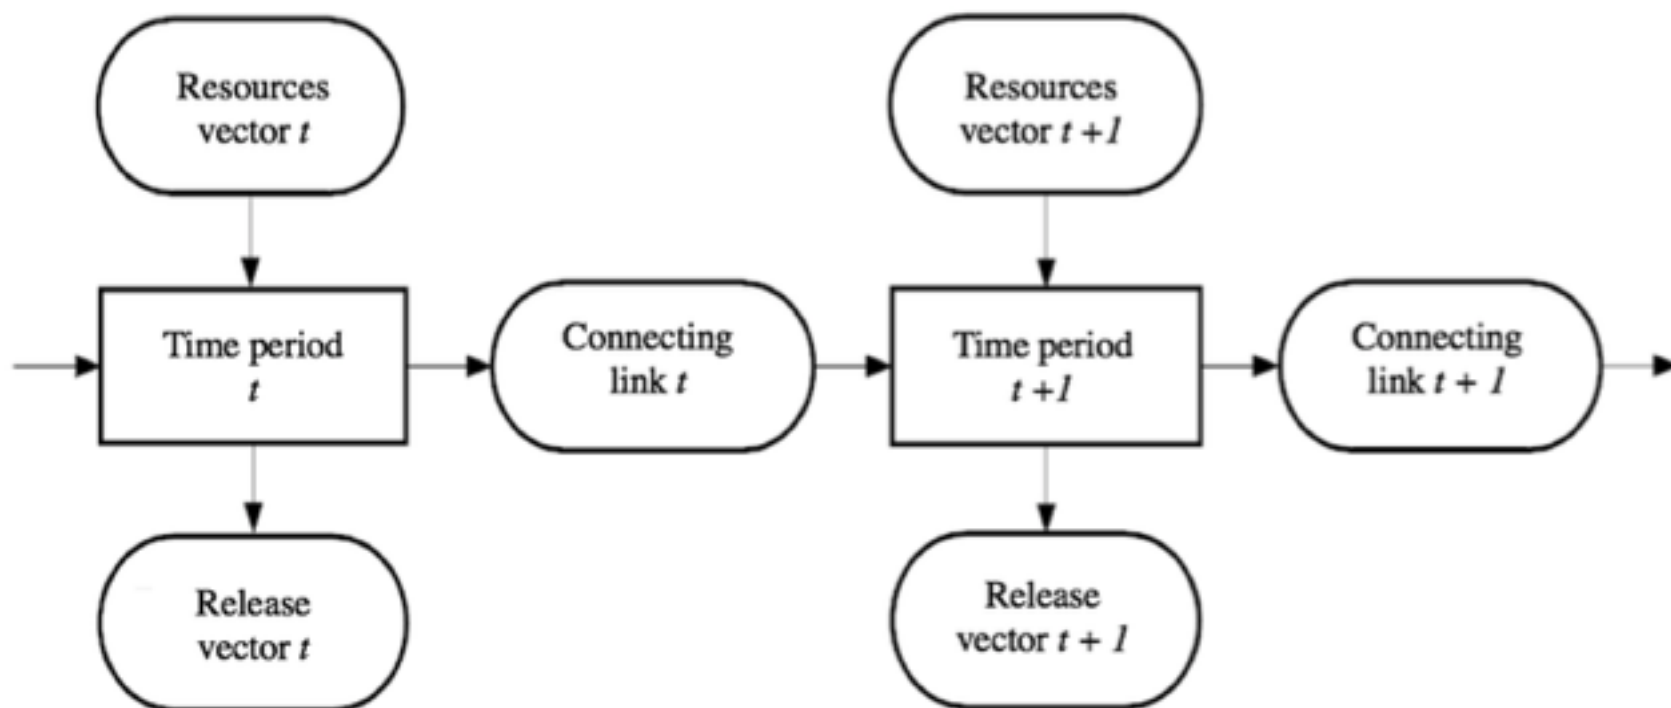 Resources
vector t
Resources
vector t +1
Time period
t
Connecting
link t
Time period
t +1
Connecting
link t + 1
Release
vector t
Release
vector t + 1